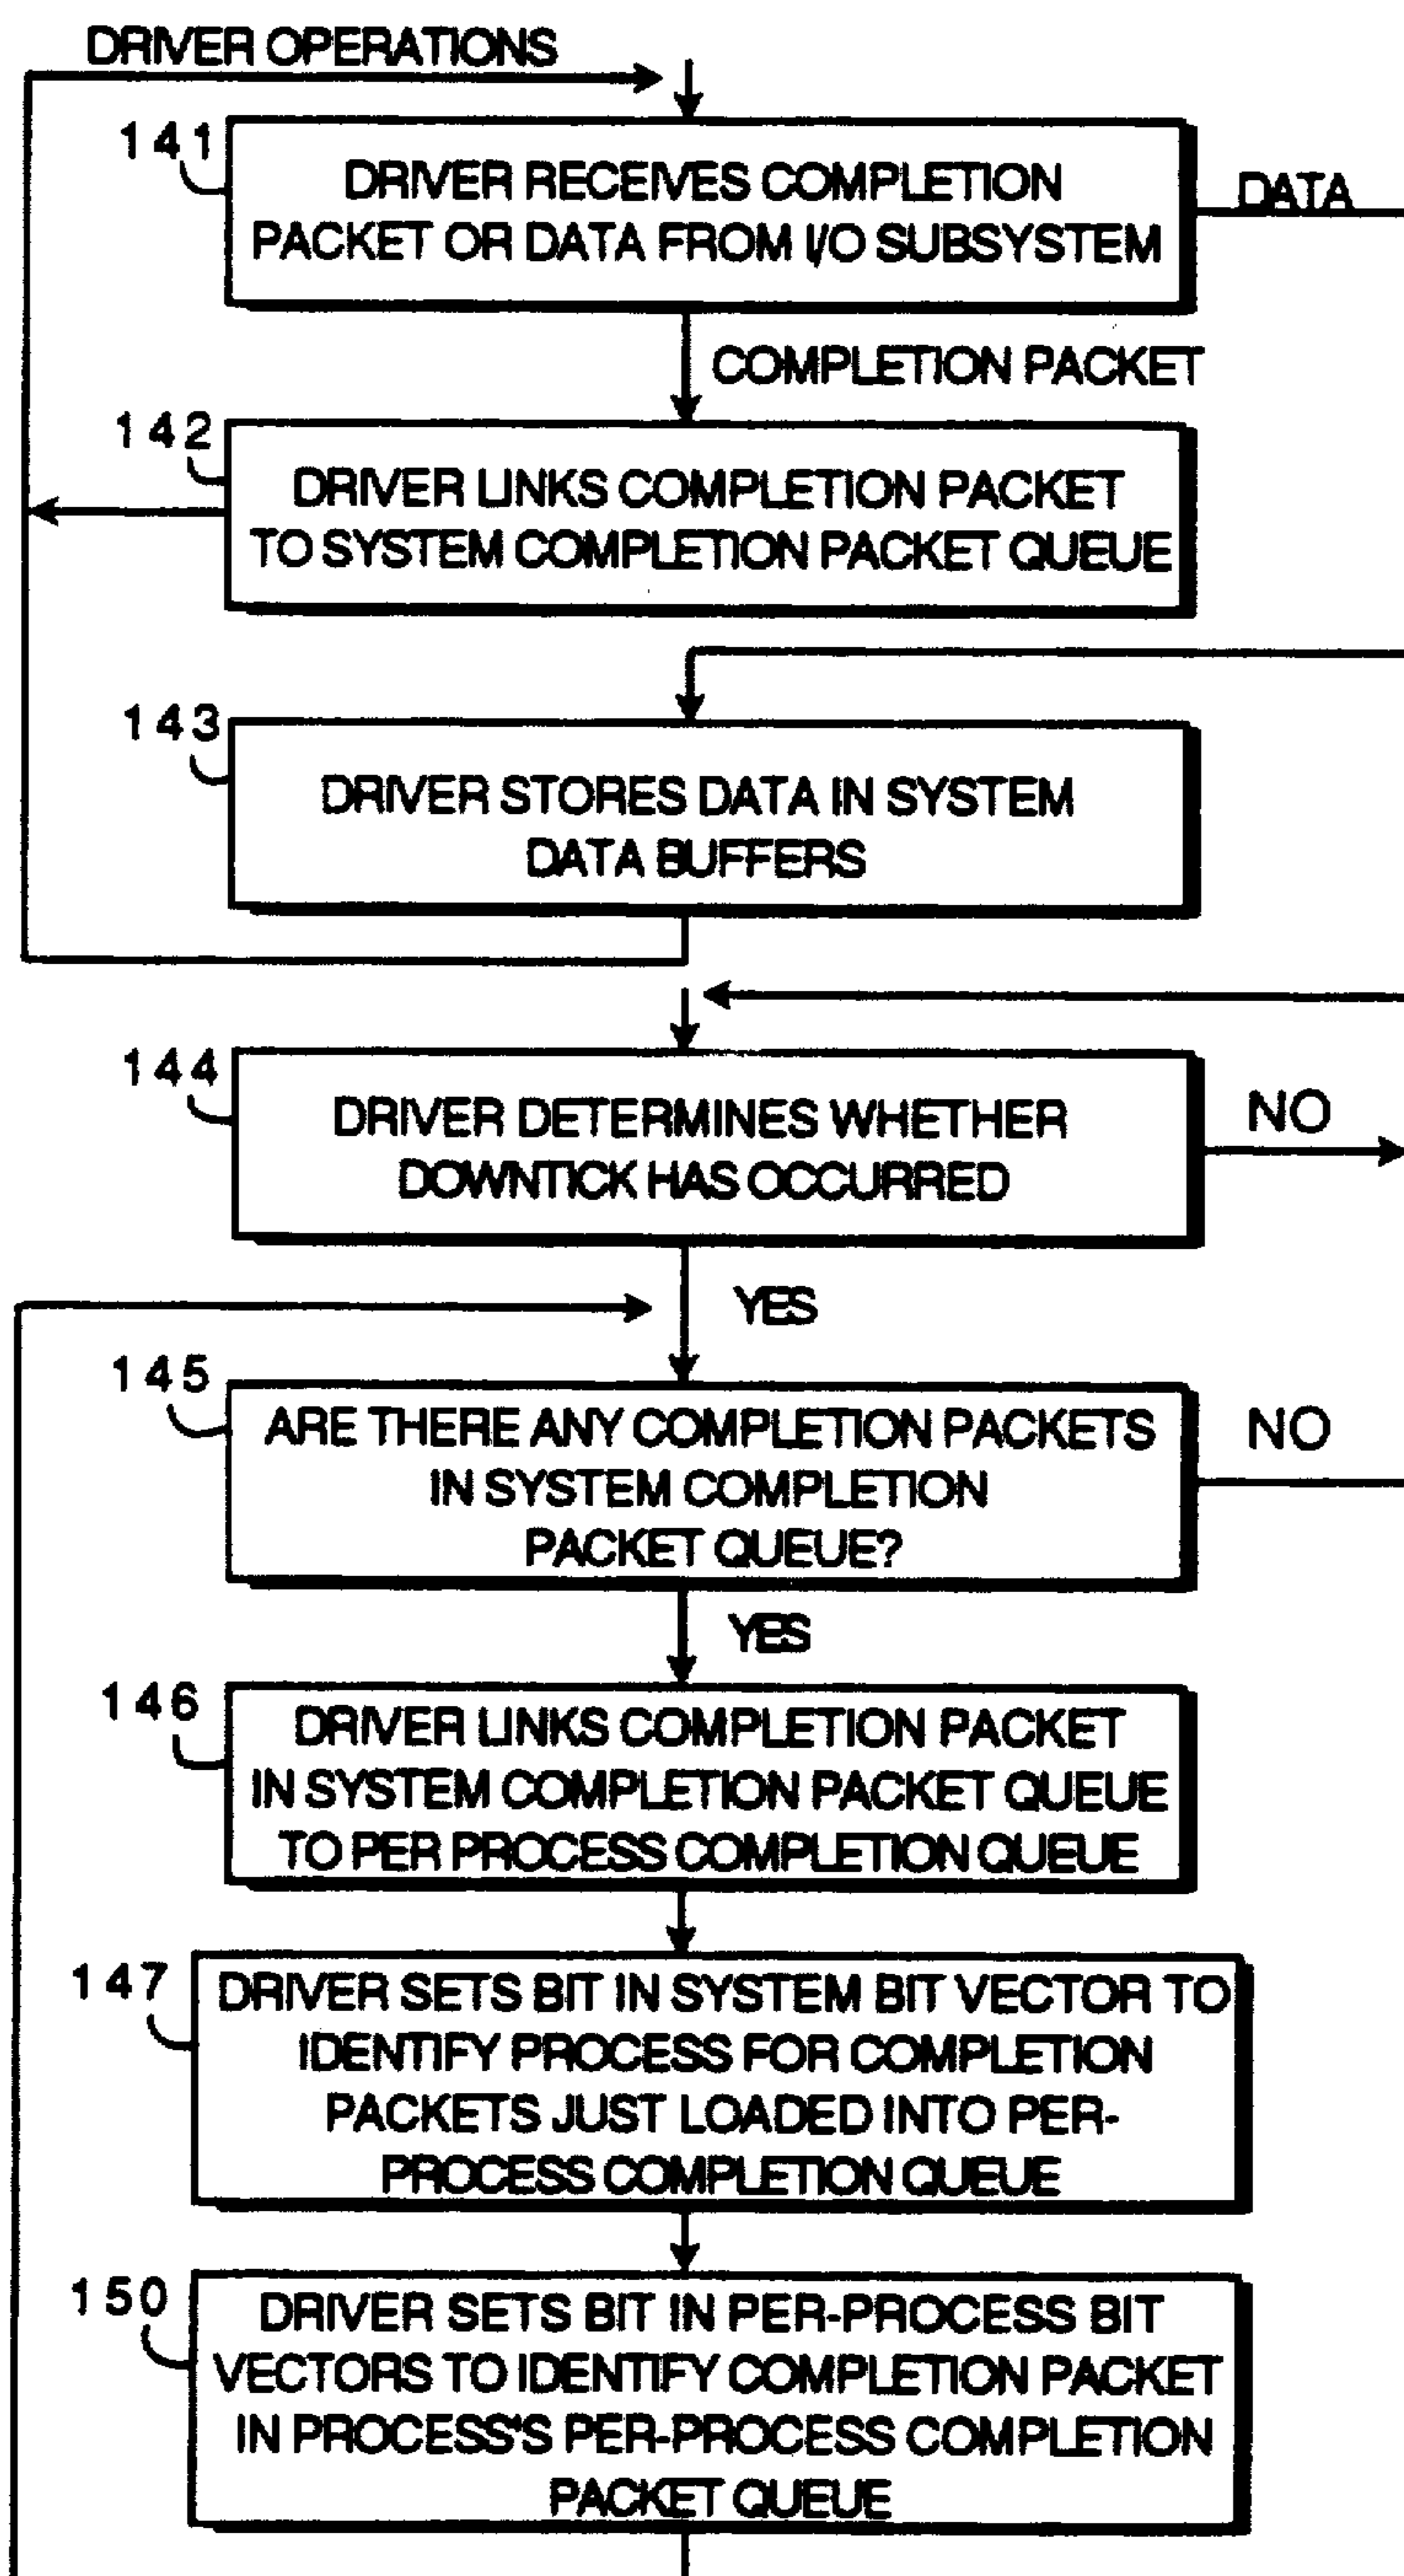 DRIVER OPERATIONS
141
DRIVER RECEIVES COMPLETION
PACKET OR DATA FROM I/O SUBSYSTEM
DATA
COMPLETION PACKET
142
DRIVER LINKS COMPLETION PACKET
TO SYSTEM COMPLETION PACKET QUEUE
143
DRIVER STORES DATA IN SYSTEM
DATA BUFFERS
144
DRIVER DETERMINES WHETHER
DOWNTICK HAS OCCURRED
NO
YES
145
ARE THERE ANY COMPLETION PACKETS
IN SYSTEM COMPLETION
PACKET QUEUE?
NO
YES
146
DRIVER LINKS COMPLETION PACKET
IN SYSTEM COMPLETION PACKET QUEUE
TO PER PROCESS COMPLETION QUEUE
147
DRIVER SETS BIT IN SYSTEM BIT VECTOR TO
IDENTIFY PROCESS FOR COMPLETION
PACKETS JUST LOADED INTO PER-
PROCESS COMPLETION QUEUE
150
DRIVER SETS BIT IN PER-PROCESS BIT
VECTORS TO IDENTIFY COMPLETION PACKET
IN PROCESS'S PER-PROCESS COMPLETION
PACKET QUEUE